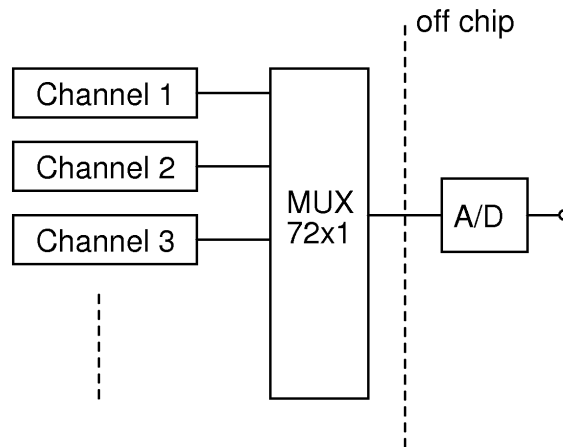 off chip
Channel 1
Channel 2
Channel 3
MUX
72x1
A/D